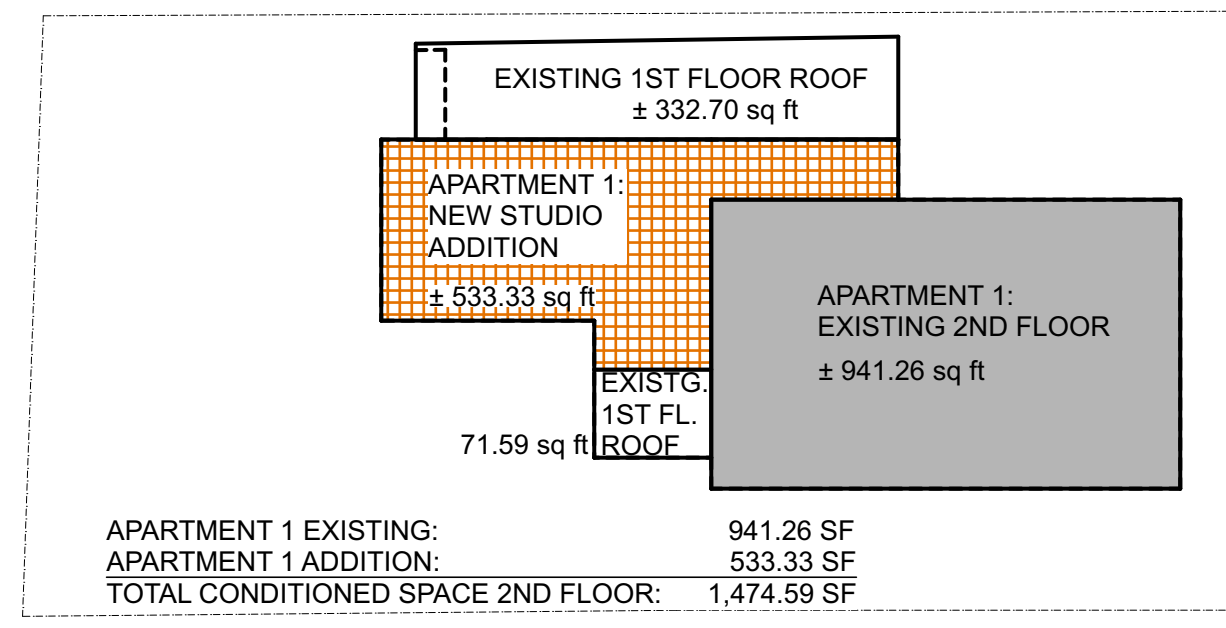 EXISTING 1ST FLOOR ROOF
± 332.70 sq ft
APARTMENT 1:
NEW STUDIO
ADDITION
± 533.33 sq ft
APARTMENT 1:
EXISTING 2ND FLOOR
± 941.26 sq ft
EXISTG.
1ST FL.
ROOF
71.59 sq ft
APARTMENT 1 EXISTING: 941.26 SF
APARTMENT 1 ADDITION: 533.33 SF
TOTAL CONDITIONED SPACE 2ND FLOOR: 1,474.59 SF